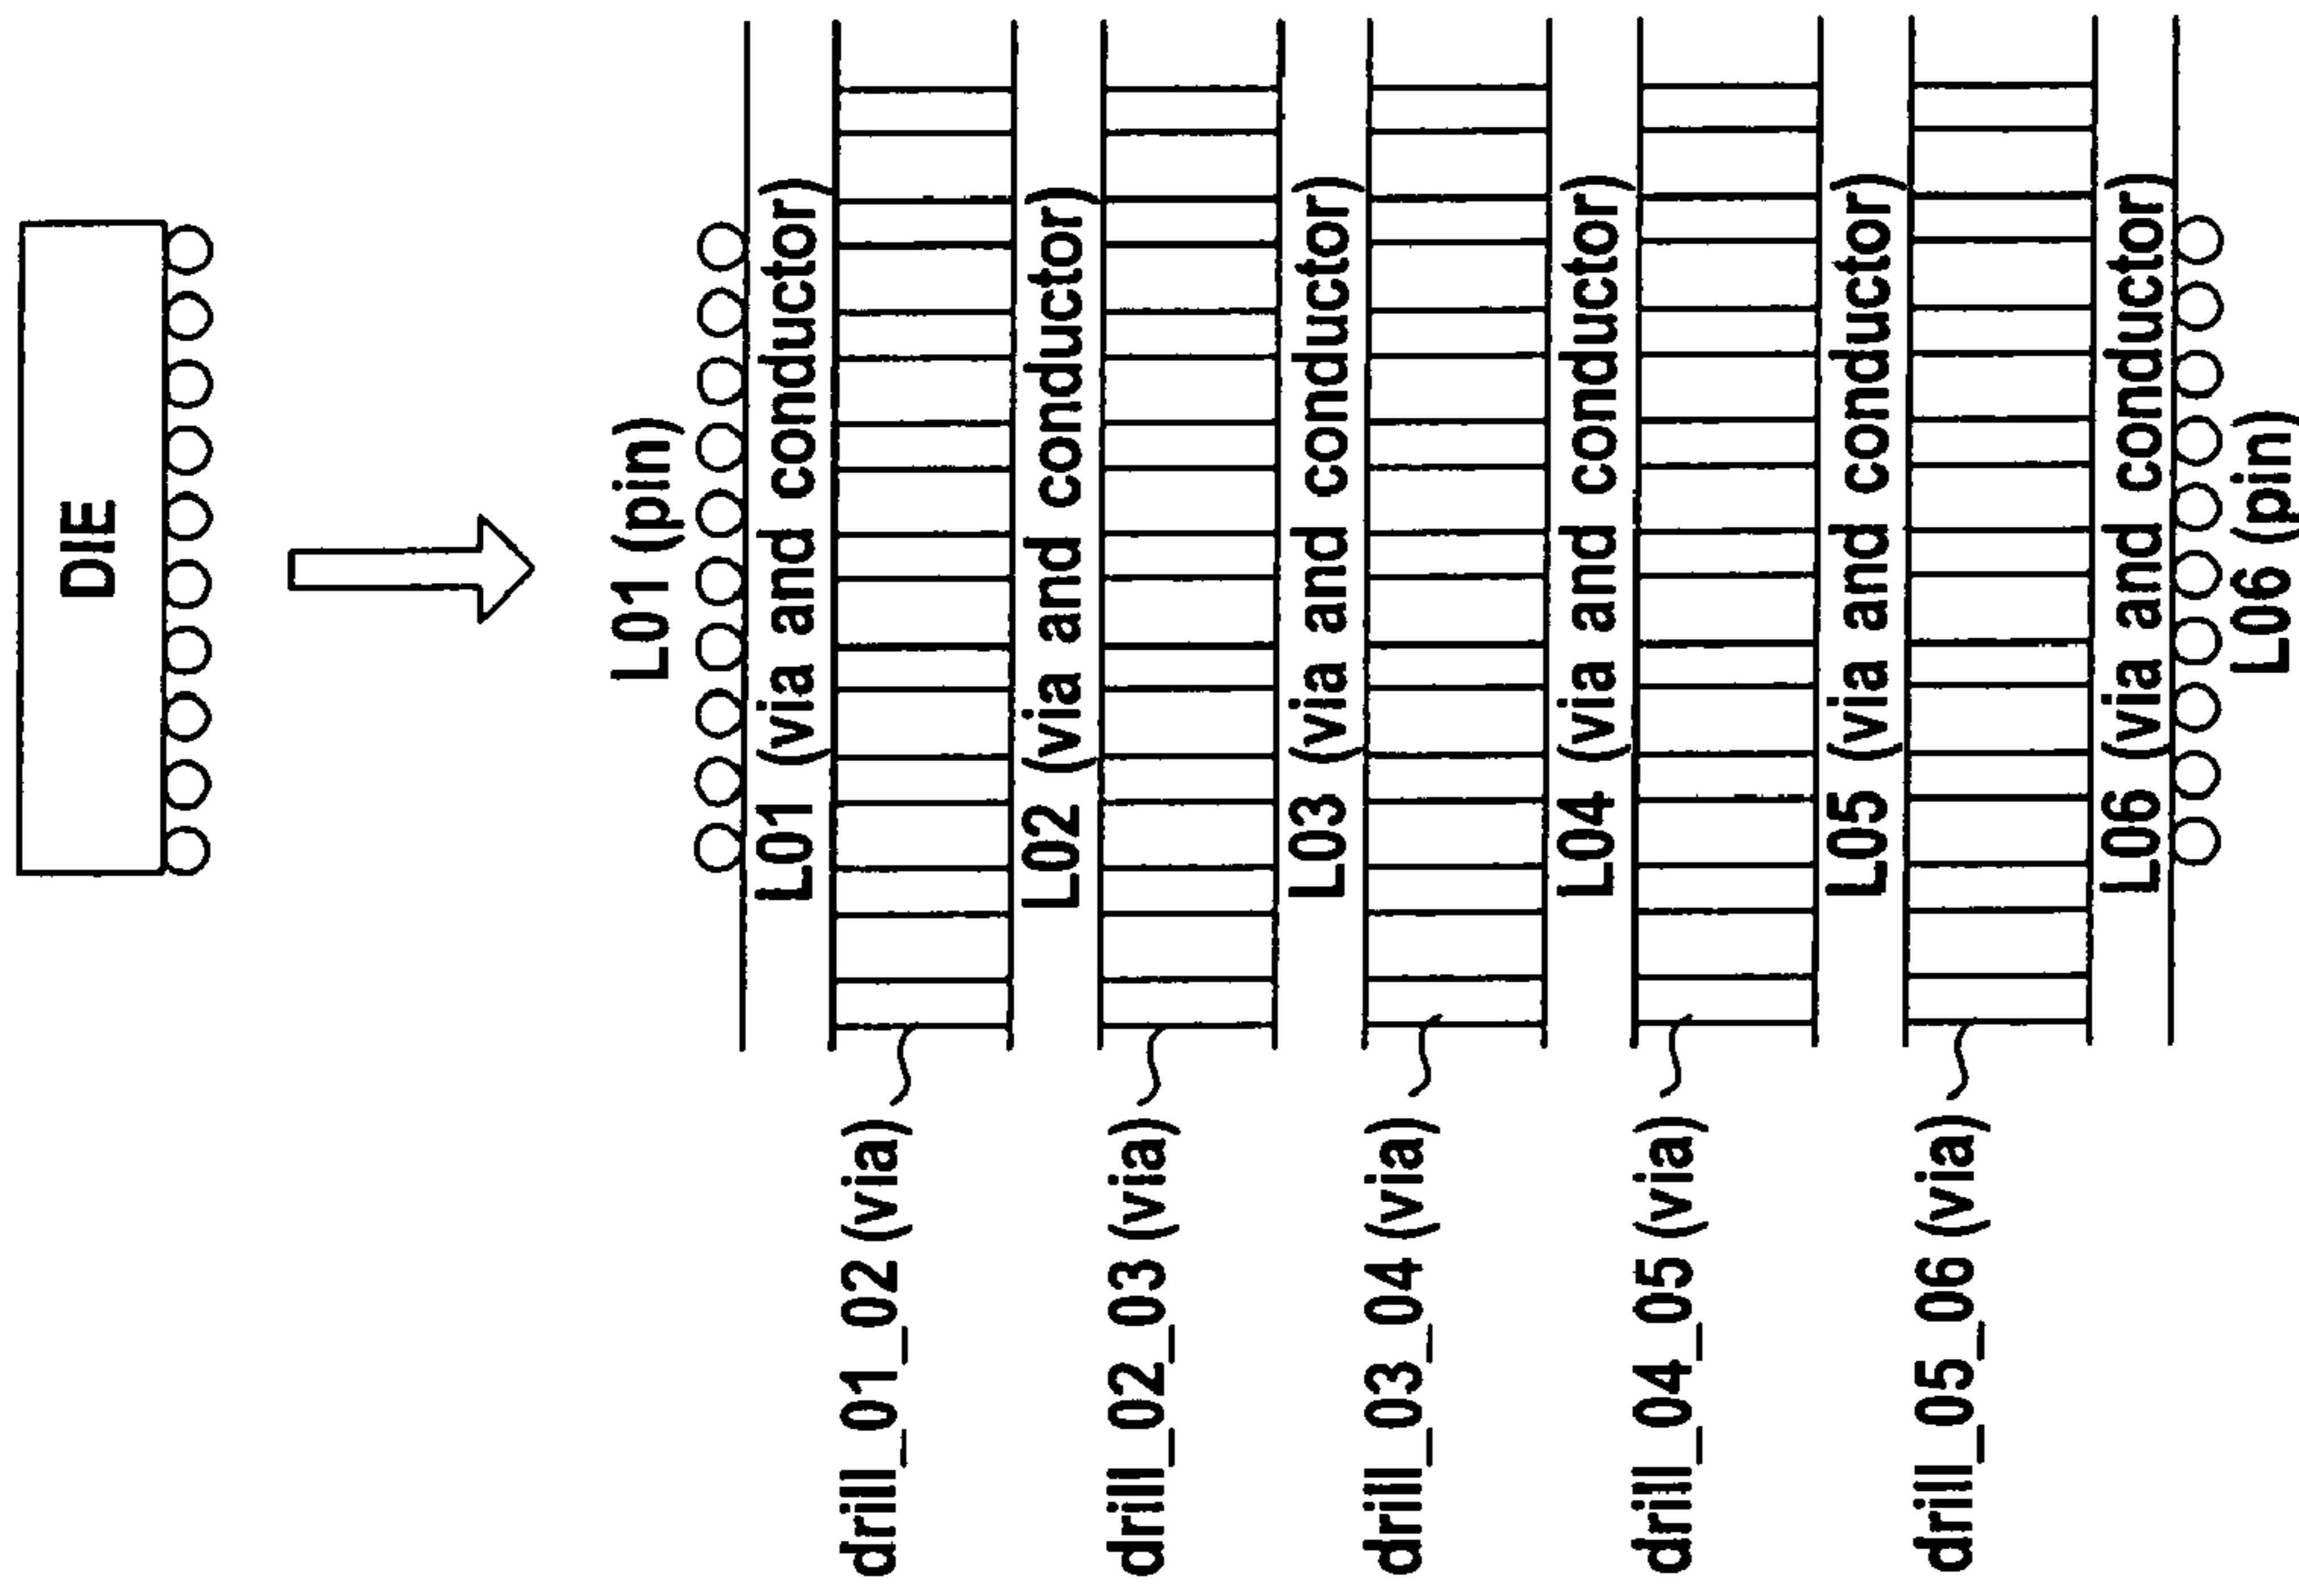 DIE
L01 (pin)
L01 (via and conductor)
drill_01_02 (via)
L02 (via and conductor)
drill_02_03 (via)
L03 (via and conductor)
drill_03_04 (via)
L04 (via and conductor)
drill_04_05 (via)
L05 (via and conductor)
drill_05_06 (via)
L06 (via and conductor)
L06 (pin)